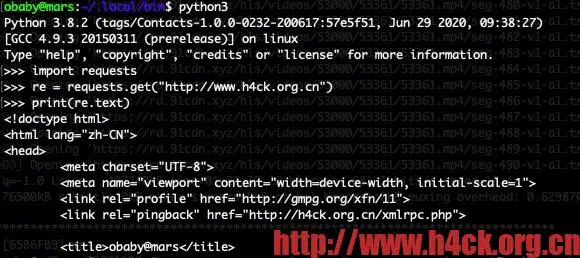 obaby@mars:~/.local/bin$ python3
Python 3.8.2 (tags/Contacts-1.0.0-0232-200617:57e5f51, Jun 29 2020, 09:38:27)
[GCC 4.9.3 20150311 (prerelease)] on linux
Type "help", "copyright", "credits" or "license" for more information.
>>> import requests
>>> re = requests.get("http://www.h4ck.org.cn")
>>> print(re.text)
<!doctype html>
<html lang="zh-CN">
<head>
<meta charset="UTF-8">
<meta name="viewport" content="width=device-width, initial-scale=1">
<link rel="profile" href="http://gmpg.org/xfn/11">
<link rel="pingback" href="http://h4ck.org.cn/xmlrpc.php">
<title>obaby@mars</title>
http://www.h4ck.org.cn